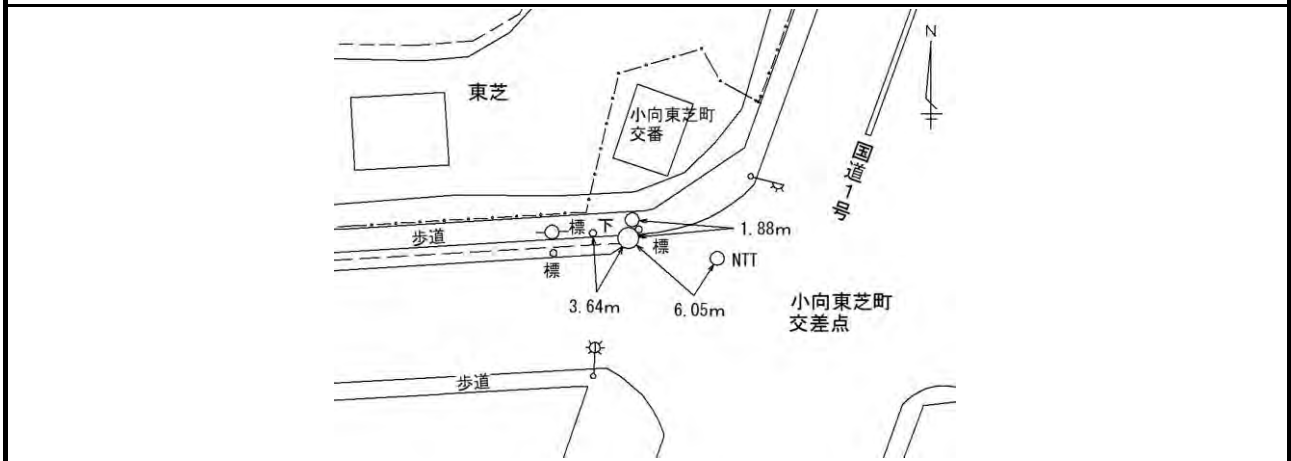 N
東芝
小向東芝町
交番
国道1号
標 下
1.88m
歩道
標
NTT
標
3.64m
6.05m
小向東芝町
交差点
歩道